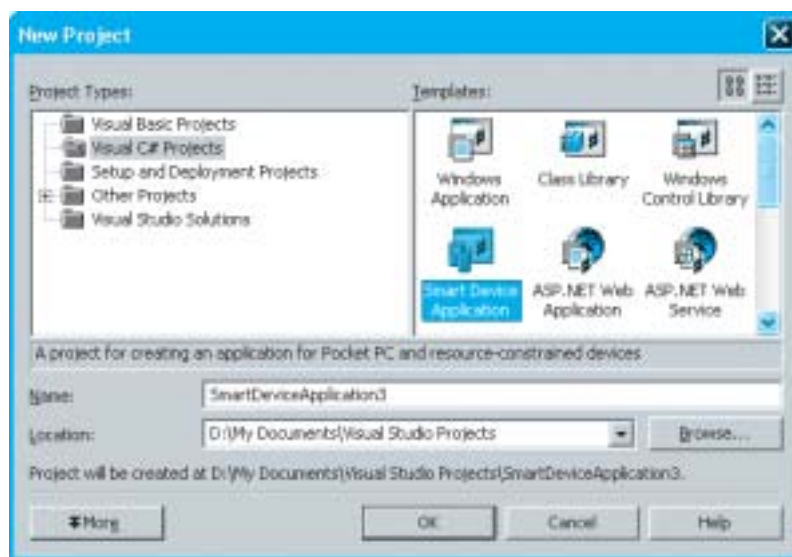 New Project
Project Types:
Templates:
Visual Basic Projects
Visual C# Projects
Setup and Deployment Projects
Other Projects
Visual Studio Solutions
Windows Application
Class Library
Windows Control Library
Smart Device Application
ASP.NET Web Application
ASP.NET Web Service
A project for creating an application for Pocket PC and resource-constrained devices
Name:
SmartDeviceApplication3
Location:
D:\My Documents\Visual Studio Projects
Browse...
Project will be created at D:\My Documents\Visual Studio Projects\SmartDeviceApplication3.
More
OK
Cancel
Help